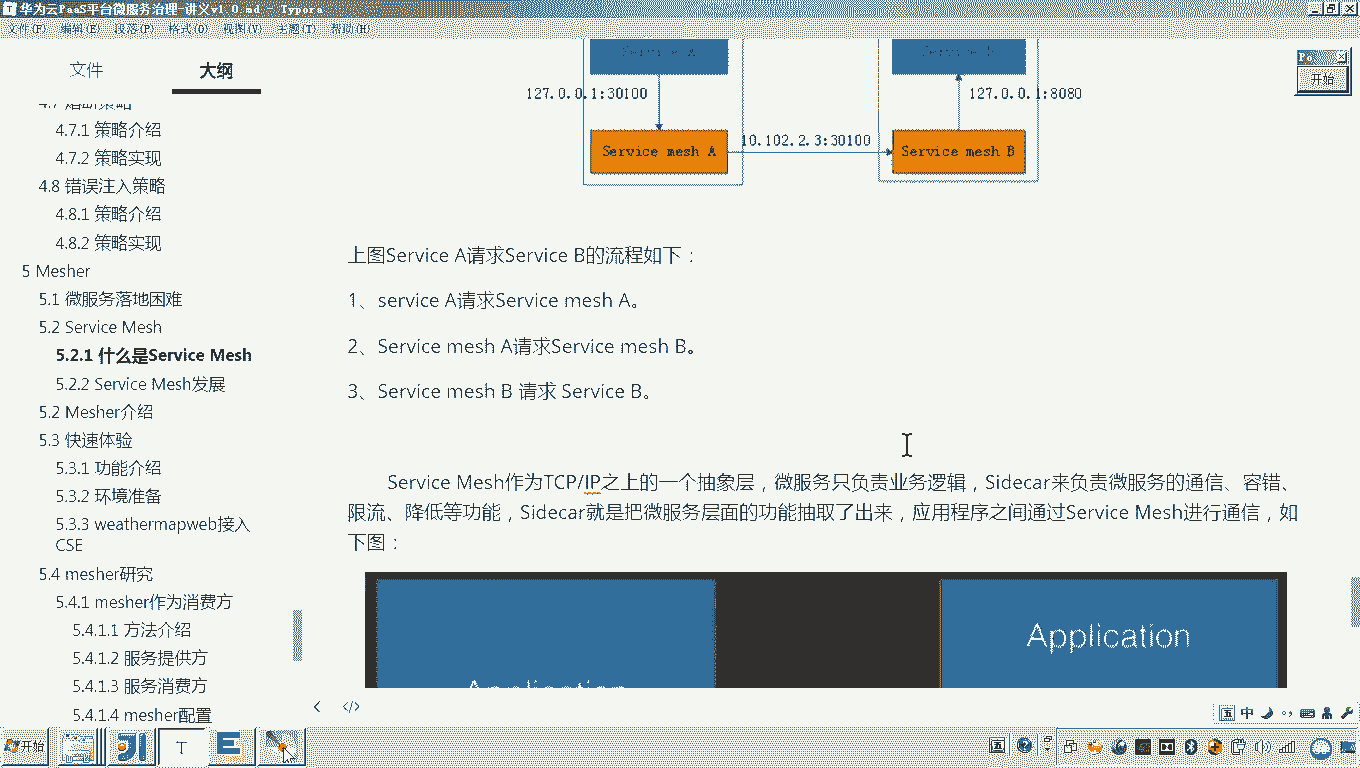 华为云PaaS平台微服务治理-讲义v1.0.md - Typora
文件(F) 编辑(E) 段落(P) 格式(O) 视图(V) 主题(T) 帮助(H)
文件 大纲
4.7 熔断策略
4.7.1 策略介绍
4.7.2 策略实现
4.8 错误注入策略
4.8.1 策略介绍
4.8.2 策略实现
5 Mesher
5.1 微服务落地困难
5.2 Service Mesh
5.2.1 什么是Service Mesh
5.2.2 Service Mesh发展
5.2 Mesher介绍
5.3 快速体验
5.3.1 功能介绍
5.3.2 环境准备
5.3.3 weathermapweb接入
CSE
5.4 mesher研究
5.4.1 mesher作为消费方
5.4.1.1 方法介绍
5.4.1.2 服务提供方
5.4.1.3 服务消费方
5.4.1.4 mesher配置
Service A
127.0.0.1:30100
127.0.0.1:8080
10.102.2.3:30100
Service mesh A
Service mesh B
上图Service A请求Service B的流程如下：
1、service A请求Service mesh A。
2、Service mesh A请求Service mesh B。
3、Service mesh B 请求 Service B。
Service Mesh作为TCP/IP之上的一个抽象层，微服务只负责业务逻辑，Sidecar来负责微服务的通信、容错、
限流、降低等功能，Sidecar就是把微服务层面的功能抽取了出来，应用程序之间通过Service Mesh进行通信，如
下图：
Application
Application
开始
开始
五 中